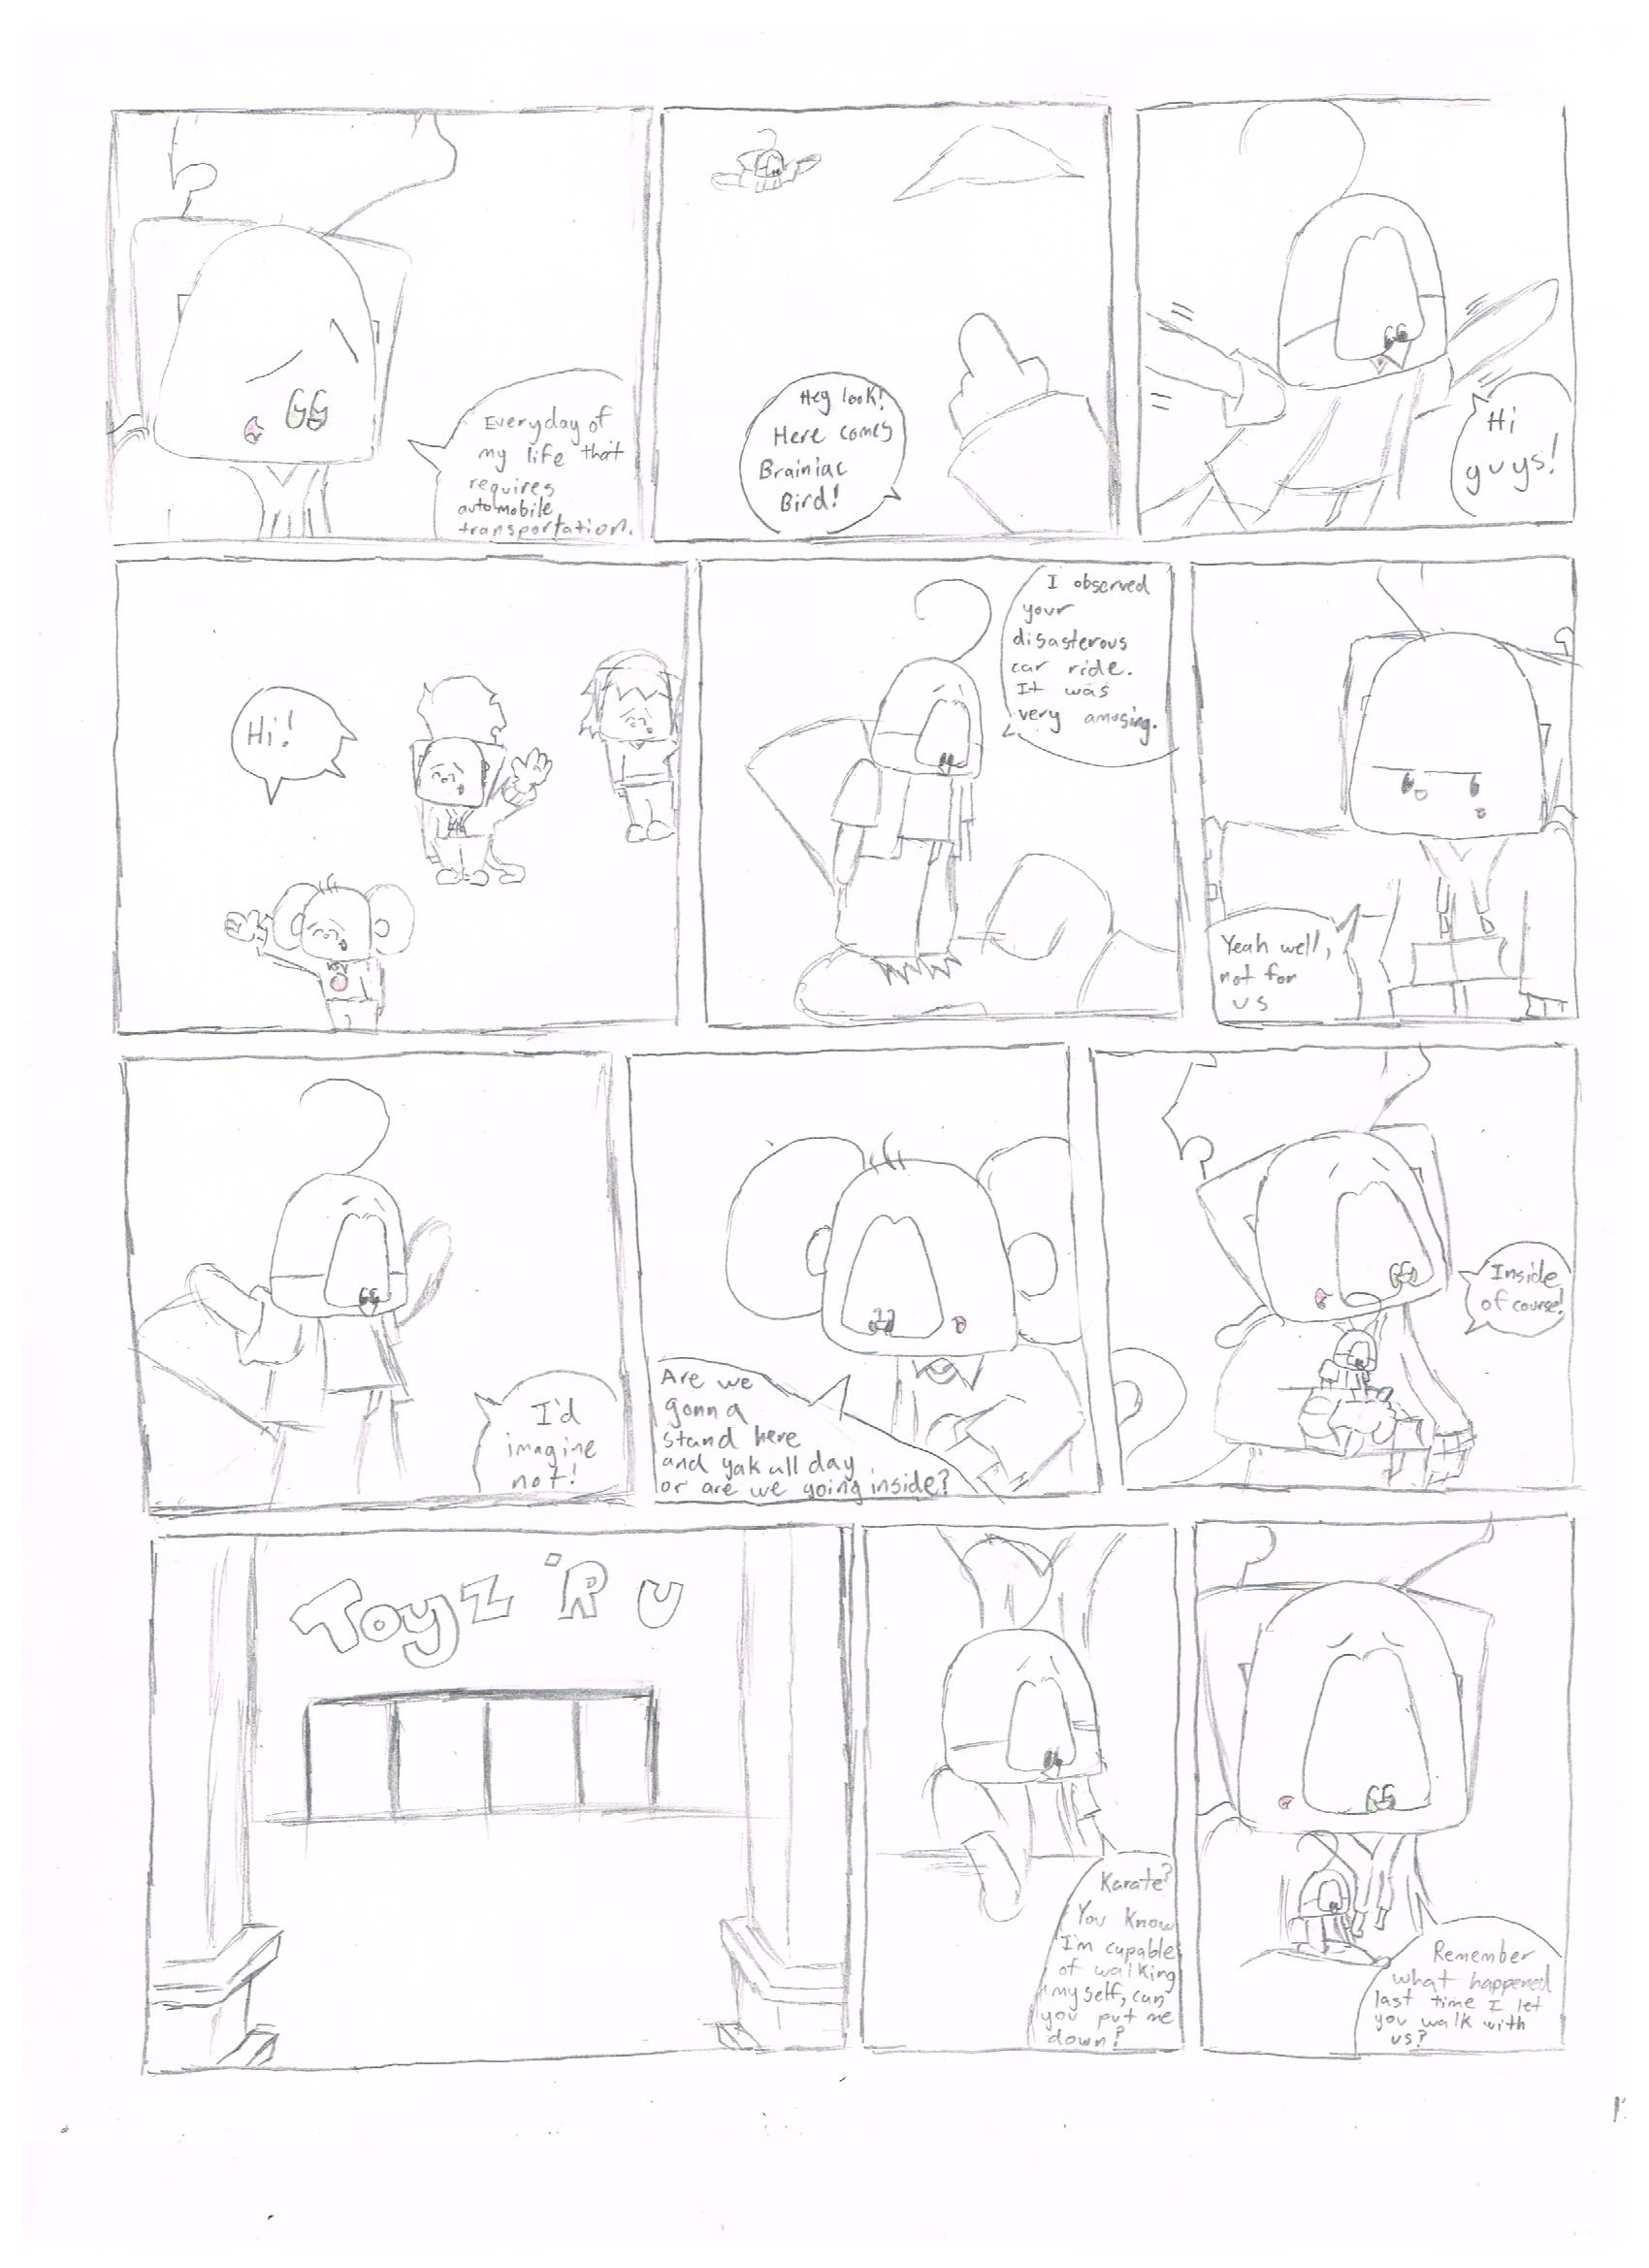 Everyday of
my life that
requires
automobile
transportation.
Hey look!
Here comes
Brainiac
Bird!
Hi
guys!
Hi!
I observed
your
disasterous
car ride.
It was
very amusing.
Yeah well,
not for
us
I'd
imagine
not!
Are we
gonna
stand here
and yak all day
or are we going inside?
Inside
of course!
Toyz 'R U
Karate?
You know
I'm capable
of walking
myself, can
you put me
down?
Remember
what happened
last time I let
you walk with
us?